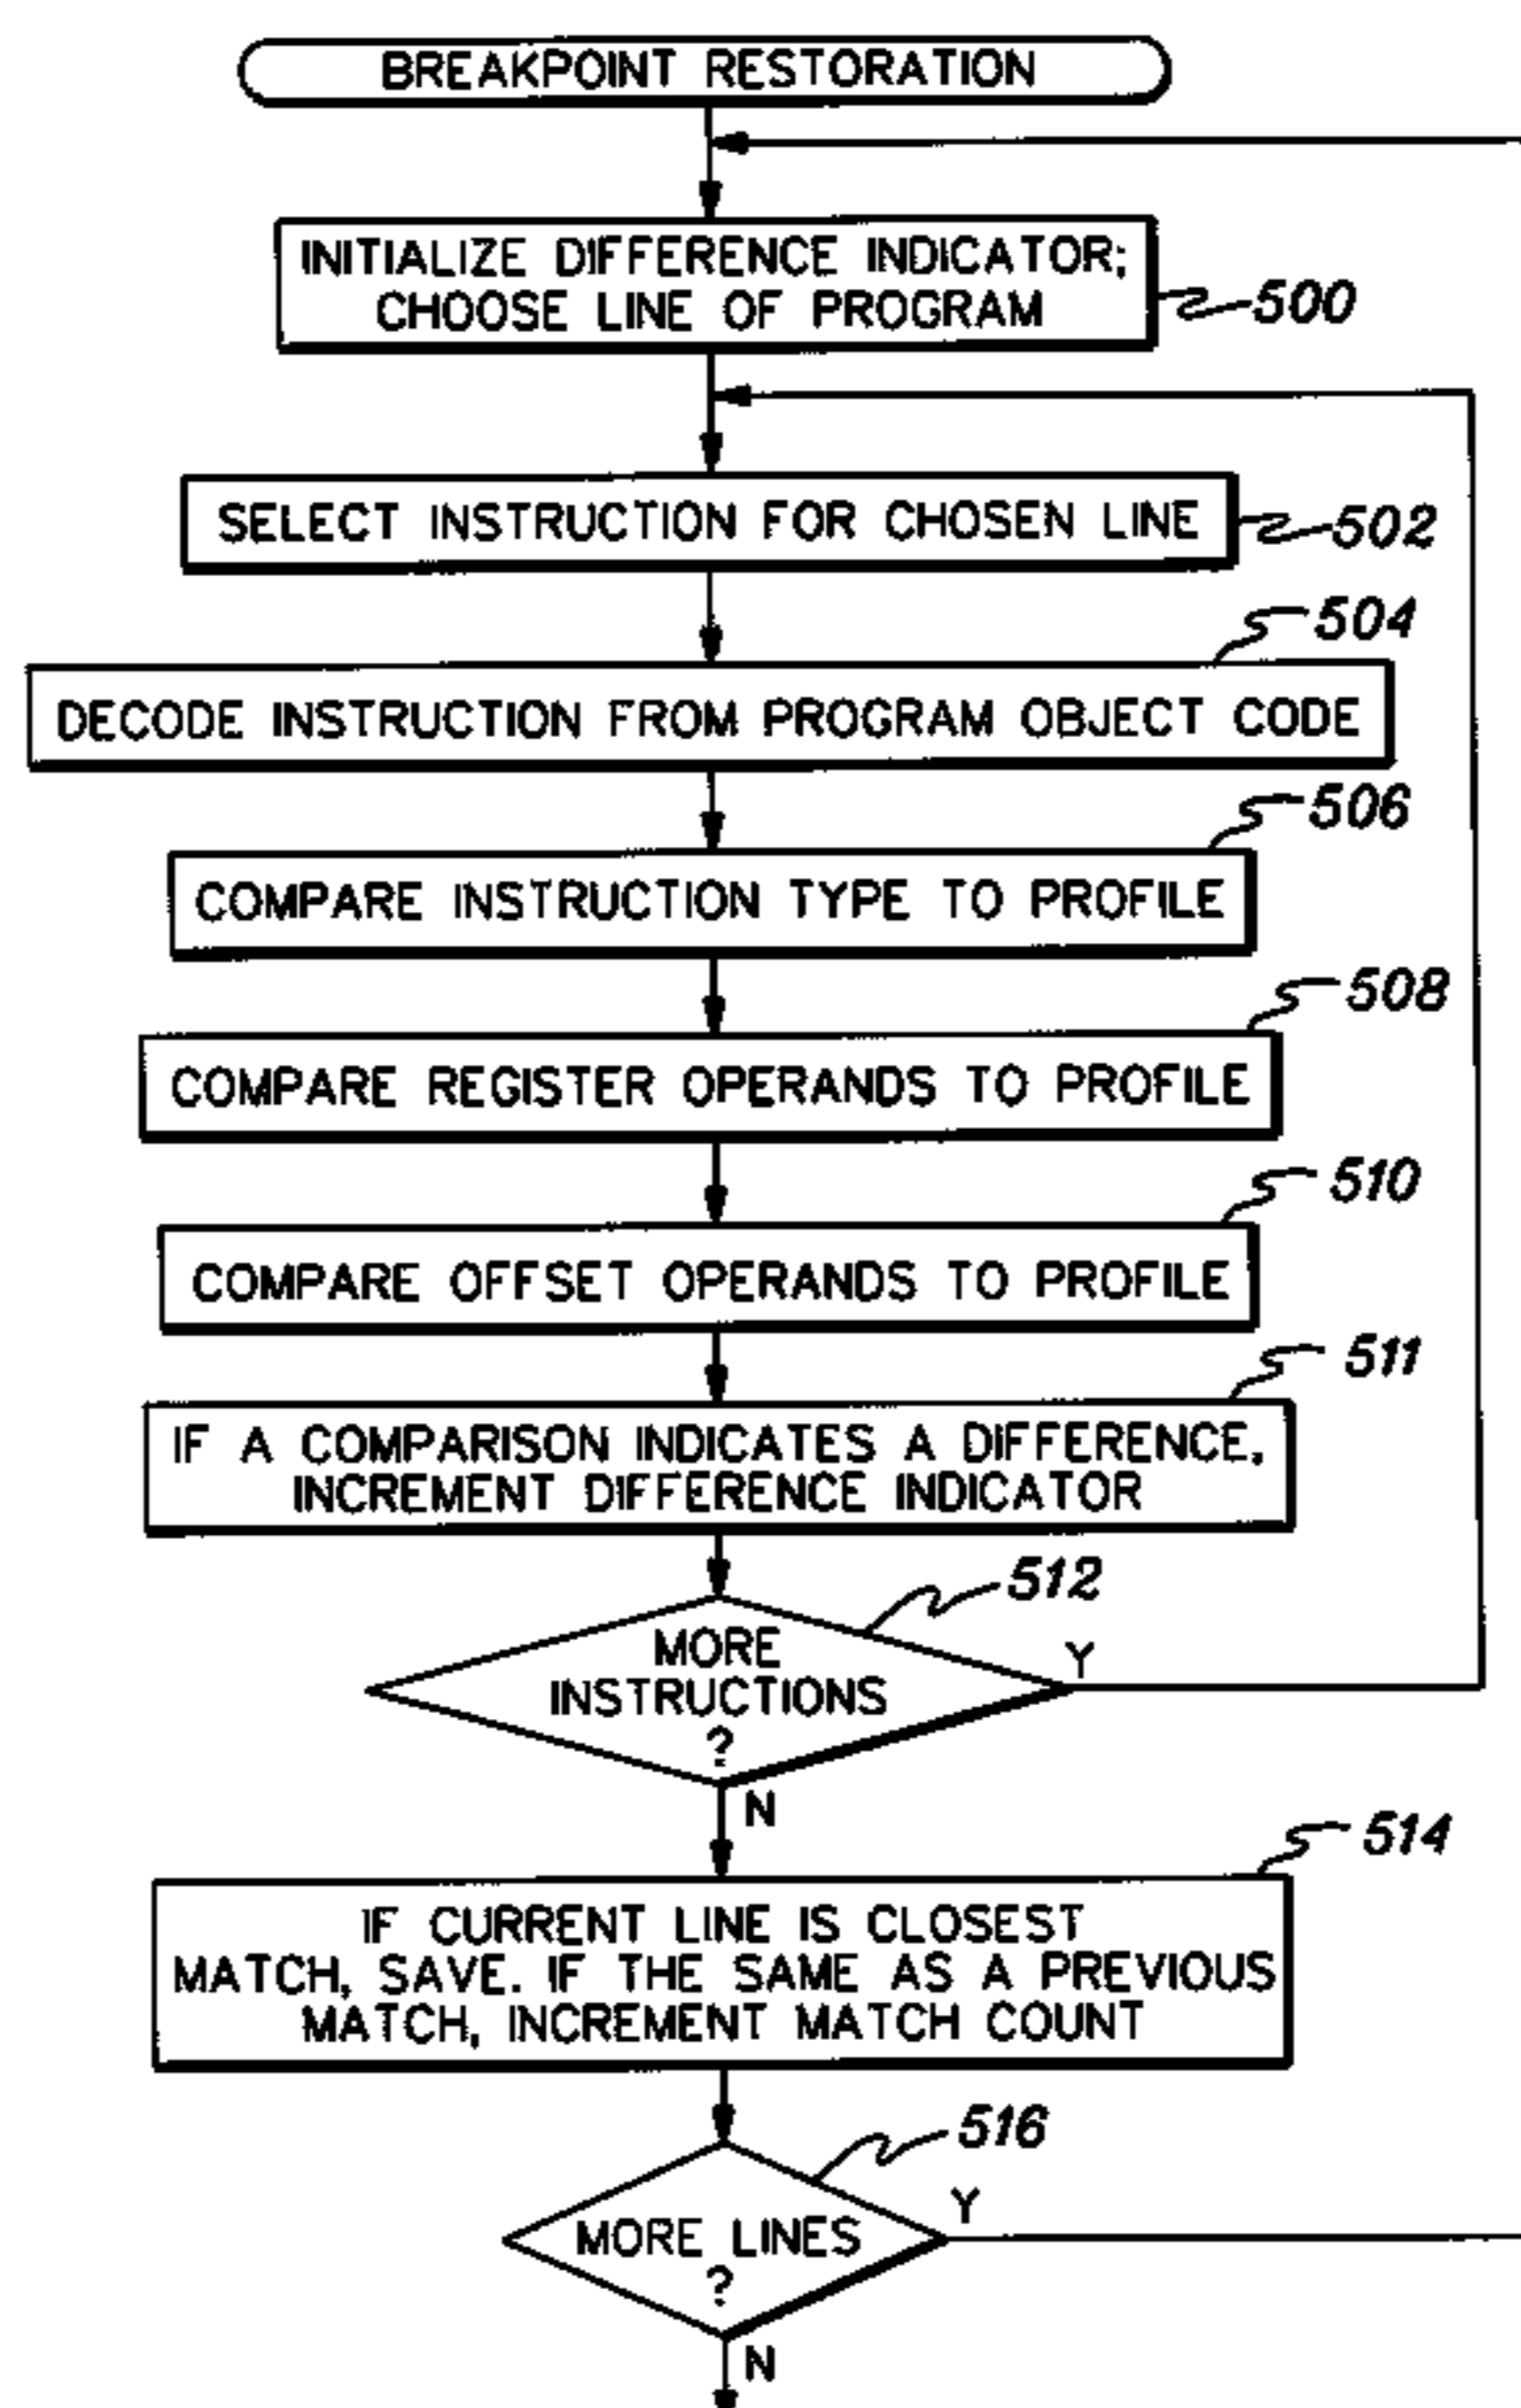 BREAKPOINT RESTORATION
INITIALIZE DIFFERENCE INDICATOR;
CHOOSE LINE OF PROGRAM
500
SELECT INSTRUCTION FOR CHOSEN LINE
502
504
DECODE INSTRUCTION FROM PROGRAM OBJECT CODE
506
COMPARE INSTRUCTION TYPE TO PROFILE
508
COMPARE REGISTER OPERANDS TO PROFILE
510
COMPARE OFFSET OPERANDS TO PROFILE
511
IF A COMPARISON INDICATES A DIFFERENCE,
INCREMENT DIFFERENCE INDICATOR
512
MORE
INSTRUCTIONS
?
Y
N
514
IF CURRENT LINE IS CLOSEST
MATCH, SAVE. IF THE SAME AS A PREVIOUS
MATCH, INCREMENT MATCH COUNT
516
MORE LINES
?
Y
N